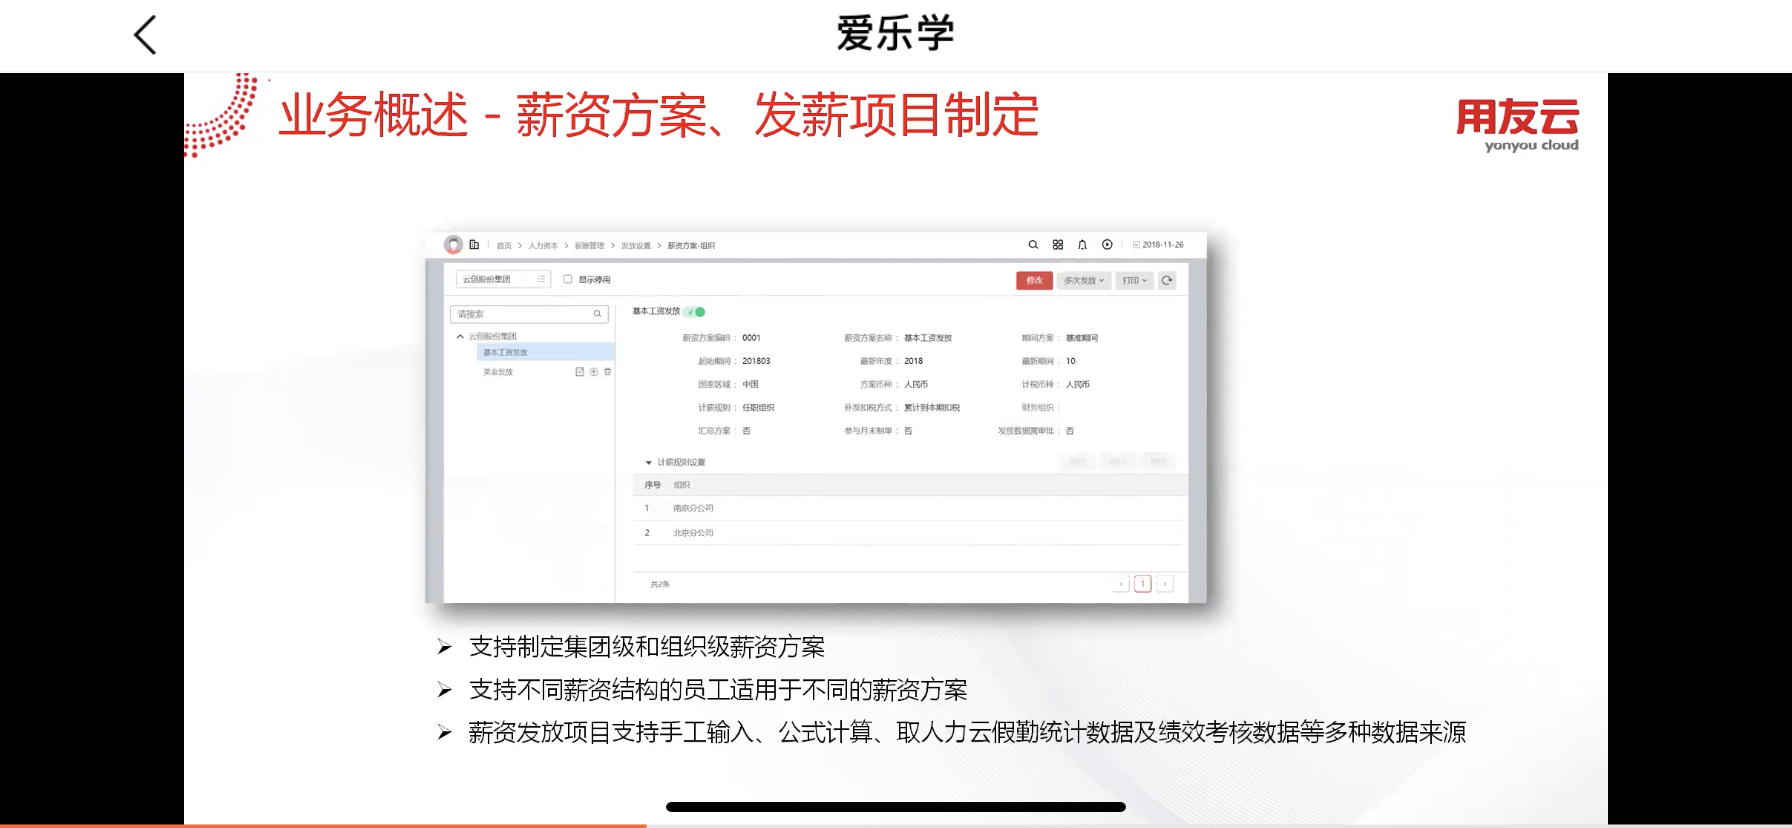 爱乐学
业务概述 - 薪资方案、发薪项目制定
用友云
yonyou cloud
首页 > 人力资本 > 薪酬管理 > 发放设置 > 薪资方案-组织
2018-11-26
云创股份集团
显示停用
修改
多次发放
打印
请搜索
云创股份集团
基本工资发放
奖金发放
基本工资发放
薪资方案编码： 0001 薪资方案名称： 基本工资发放 期间方案： 基准期间
起始期间： 201803 最新年度： 2018 最新期间： 10
国家区域： 中国 方案币种： 人民币 计税币种： 人民币
计薪规则： 任职组织 补发扣税方式： 累计到本期扣税 财务组织：
汇总方案： 否 参与月末制单： 否 发放数据需审批： 否
计薪规则设置
序号 组织
1 南京分公司
2 北京分公司
共2条
1
支持制定集团级和组织级薪资方案
支持不同薪资结构的员工适用于不同的薪资方案
薪资发放项目支持手工输入、公式计算、取人力云假勤统计数据及绩效考核数据等多种数据来源